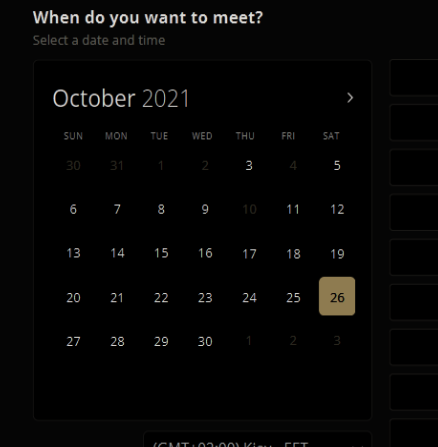 When do you want to meet?
Select a date and time
October 2021
SUN MON TUE WED THU FRI SAT
30 31 1 2 3 4 5
6 7 8 9 10 11 12
13 14 15 16 17 18 19
20 21 22 23 24 25 26
27 28 29 30 1 2 3
(GMT+02:00) Kiev - EET